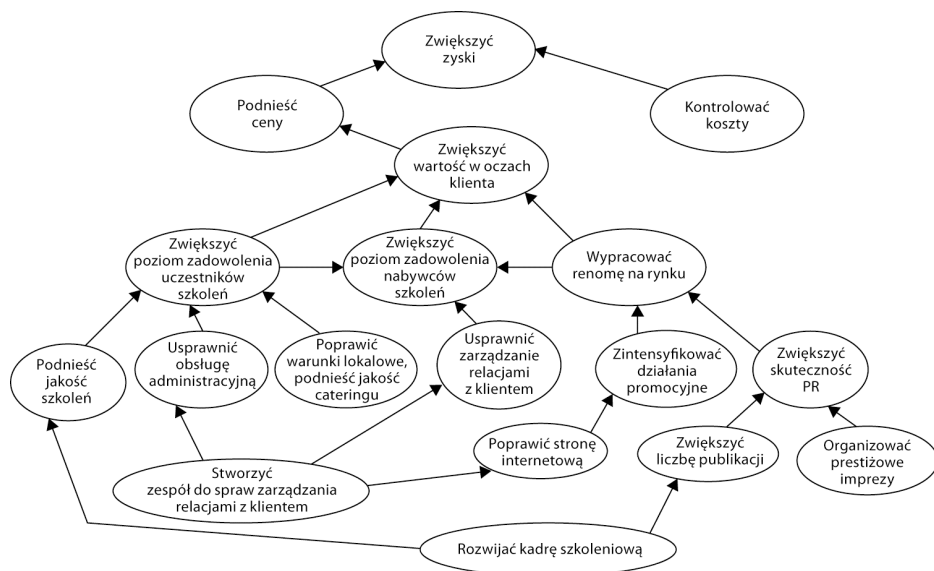 Zwiększyć
zyski
Podnieść
ceny
Kontrolować
koszty
Zwiększyć
wartość w oczach
klienta
Zwiększyć
poziom zadowolenia
uczestników
szkoleń
Zwiększyć
poziom zadowolenia
nabywców
szkoleń
Wypracować
renomę na rynku
Podnieść
jakość
szkoleń
Usprawnić
obsługę
administracyjną
Poprawić
warunki lokalowe,
podnieść jakość
cateringu
Usprawnić
zarządzanie
relacjami
z klientem
Zintensyfikować
działania
promocyjne
Zwiększyć
skuteczność
PR
Stworzyć
zespół do spraw zarządzania
relacjami z klientem
Poprawić stronę
internetową
Zwiększyć
liczbę publikacji
Organizować
prestiżowe
imprezy
Rozwijać kadrę szkoleniową